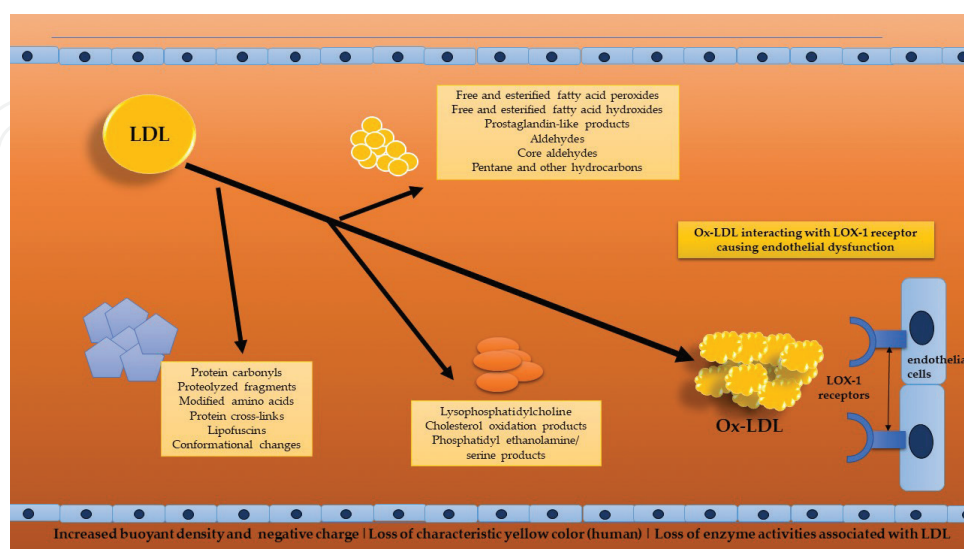 LDL
Free and esterified fatty acid peroxides
Free and esterified fatty acid hydroxides
Prostaglandin-like products
Aldehydes
Core aldehydes
Pentane and other hydrocarbons
Ox-LDL interacting with LOX-1 receptor
causing endothelial dysfunction
Protein carbonyls
Proteolyzed fragments
Modified amino acids
Protein cross-links
Lipofuscins
Conformational changes
Lysophosphatidylcholine
Cholesterol oxidation products
Phosphatidyl ethanolamine/
serine products
Ox-LDL
LOX-1
receptors
endothelia
cells
Increased buoyant density and negative charge | Loss of characteristic yellow color (human) | Loss of enzyme activities associated with LDL